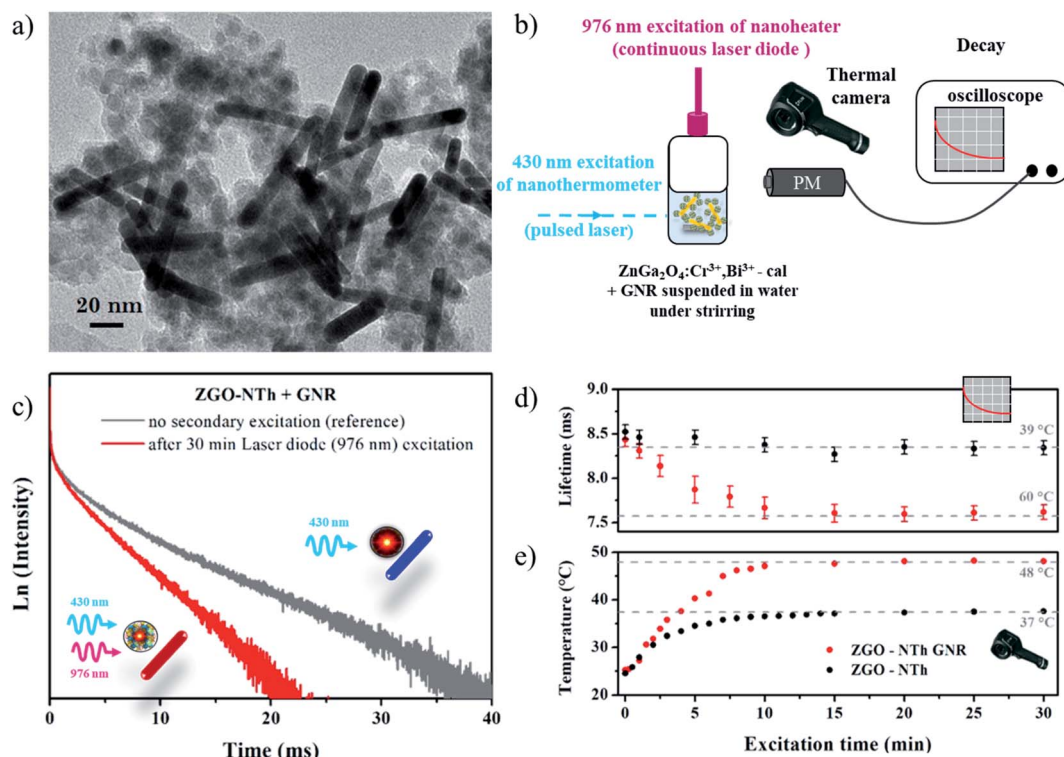 a)
20 nm
b)
976 nm excitation of nanoheater
(continuous laser diode )
Thermal
camera
Decay
oscilloscope
430 nm excitation
of nanothermometer
(pulsed laser)
PM
ZnGa₂O₄:Cr³⁺,Bi³⁺ - cal
+ GNR suspended in water
under strirring
c)
ZGO-NTh + GNR
no secondary excitation (reference)
after 30 min Laser diode (976 nm) excitation
430 nm
430 nm
976 nm
Ln (Intensity)
0 10 20 30 40
Time (ms)
d)
Lifetime (ms)
9.0
8.5
8.0
7.5
39 °C
60 °C
e)
Temperature (°C)
50
40
30
20
48 °C
37 °C
ZGO - NTh GNR
ZGO - NTh
0 5 10 15 20 25 30
Excitation time (min)